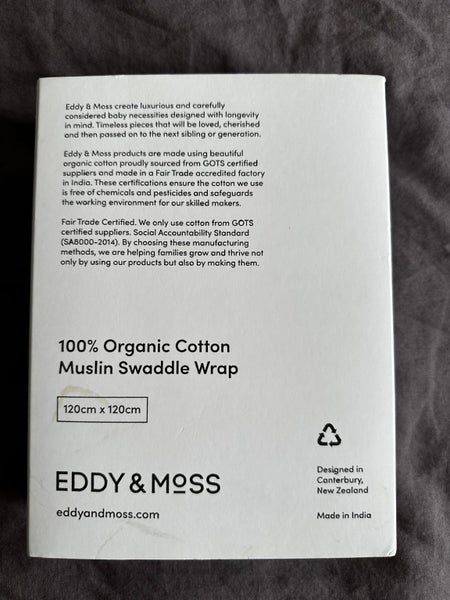 Eddy & Moss create luxurious and carefully
considered baby necessities designed with longevity
in mind. Timeless pieces that will be loved, cherished
and then passed on to the next sibling or generation.
Eddy & Moss products are made using beautiful
organic cotton proudly sourced from GOTS certified
suppliers and made in a Fair Trade accredited factory
in India. These certifications ensure the cotton we use
is free of chemicals and pesticides and safeguards
the working environment for our skilled makers.
Fair Trade Certified. We only use cotton from GOTS
certified suppliers. Social Accountability Standard
(SA8000-2014). By choosing these manufacturing
methods, we are helping families grow and thrive not
only by using our products but also by making them.
100% Organic Cotton
Muslin Swaddle Wrap
120cm x 120cm
EDDY & MOSS
eddyandmoss.com
Designed in
Canterbury,
New Zealand
Made in India